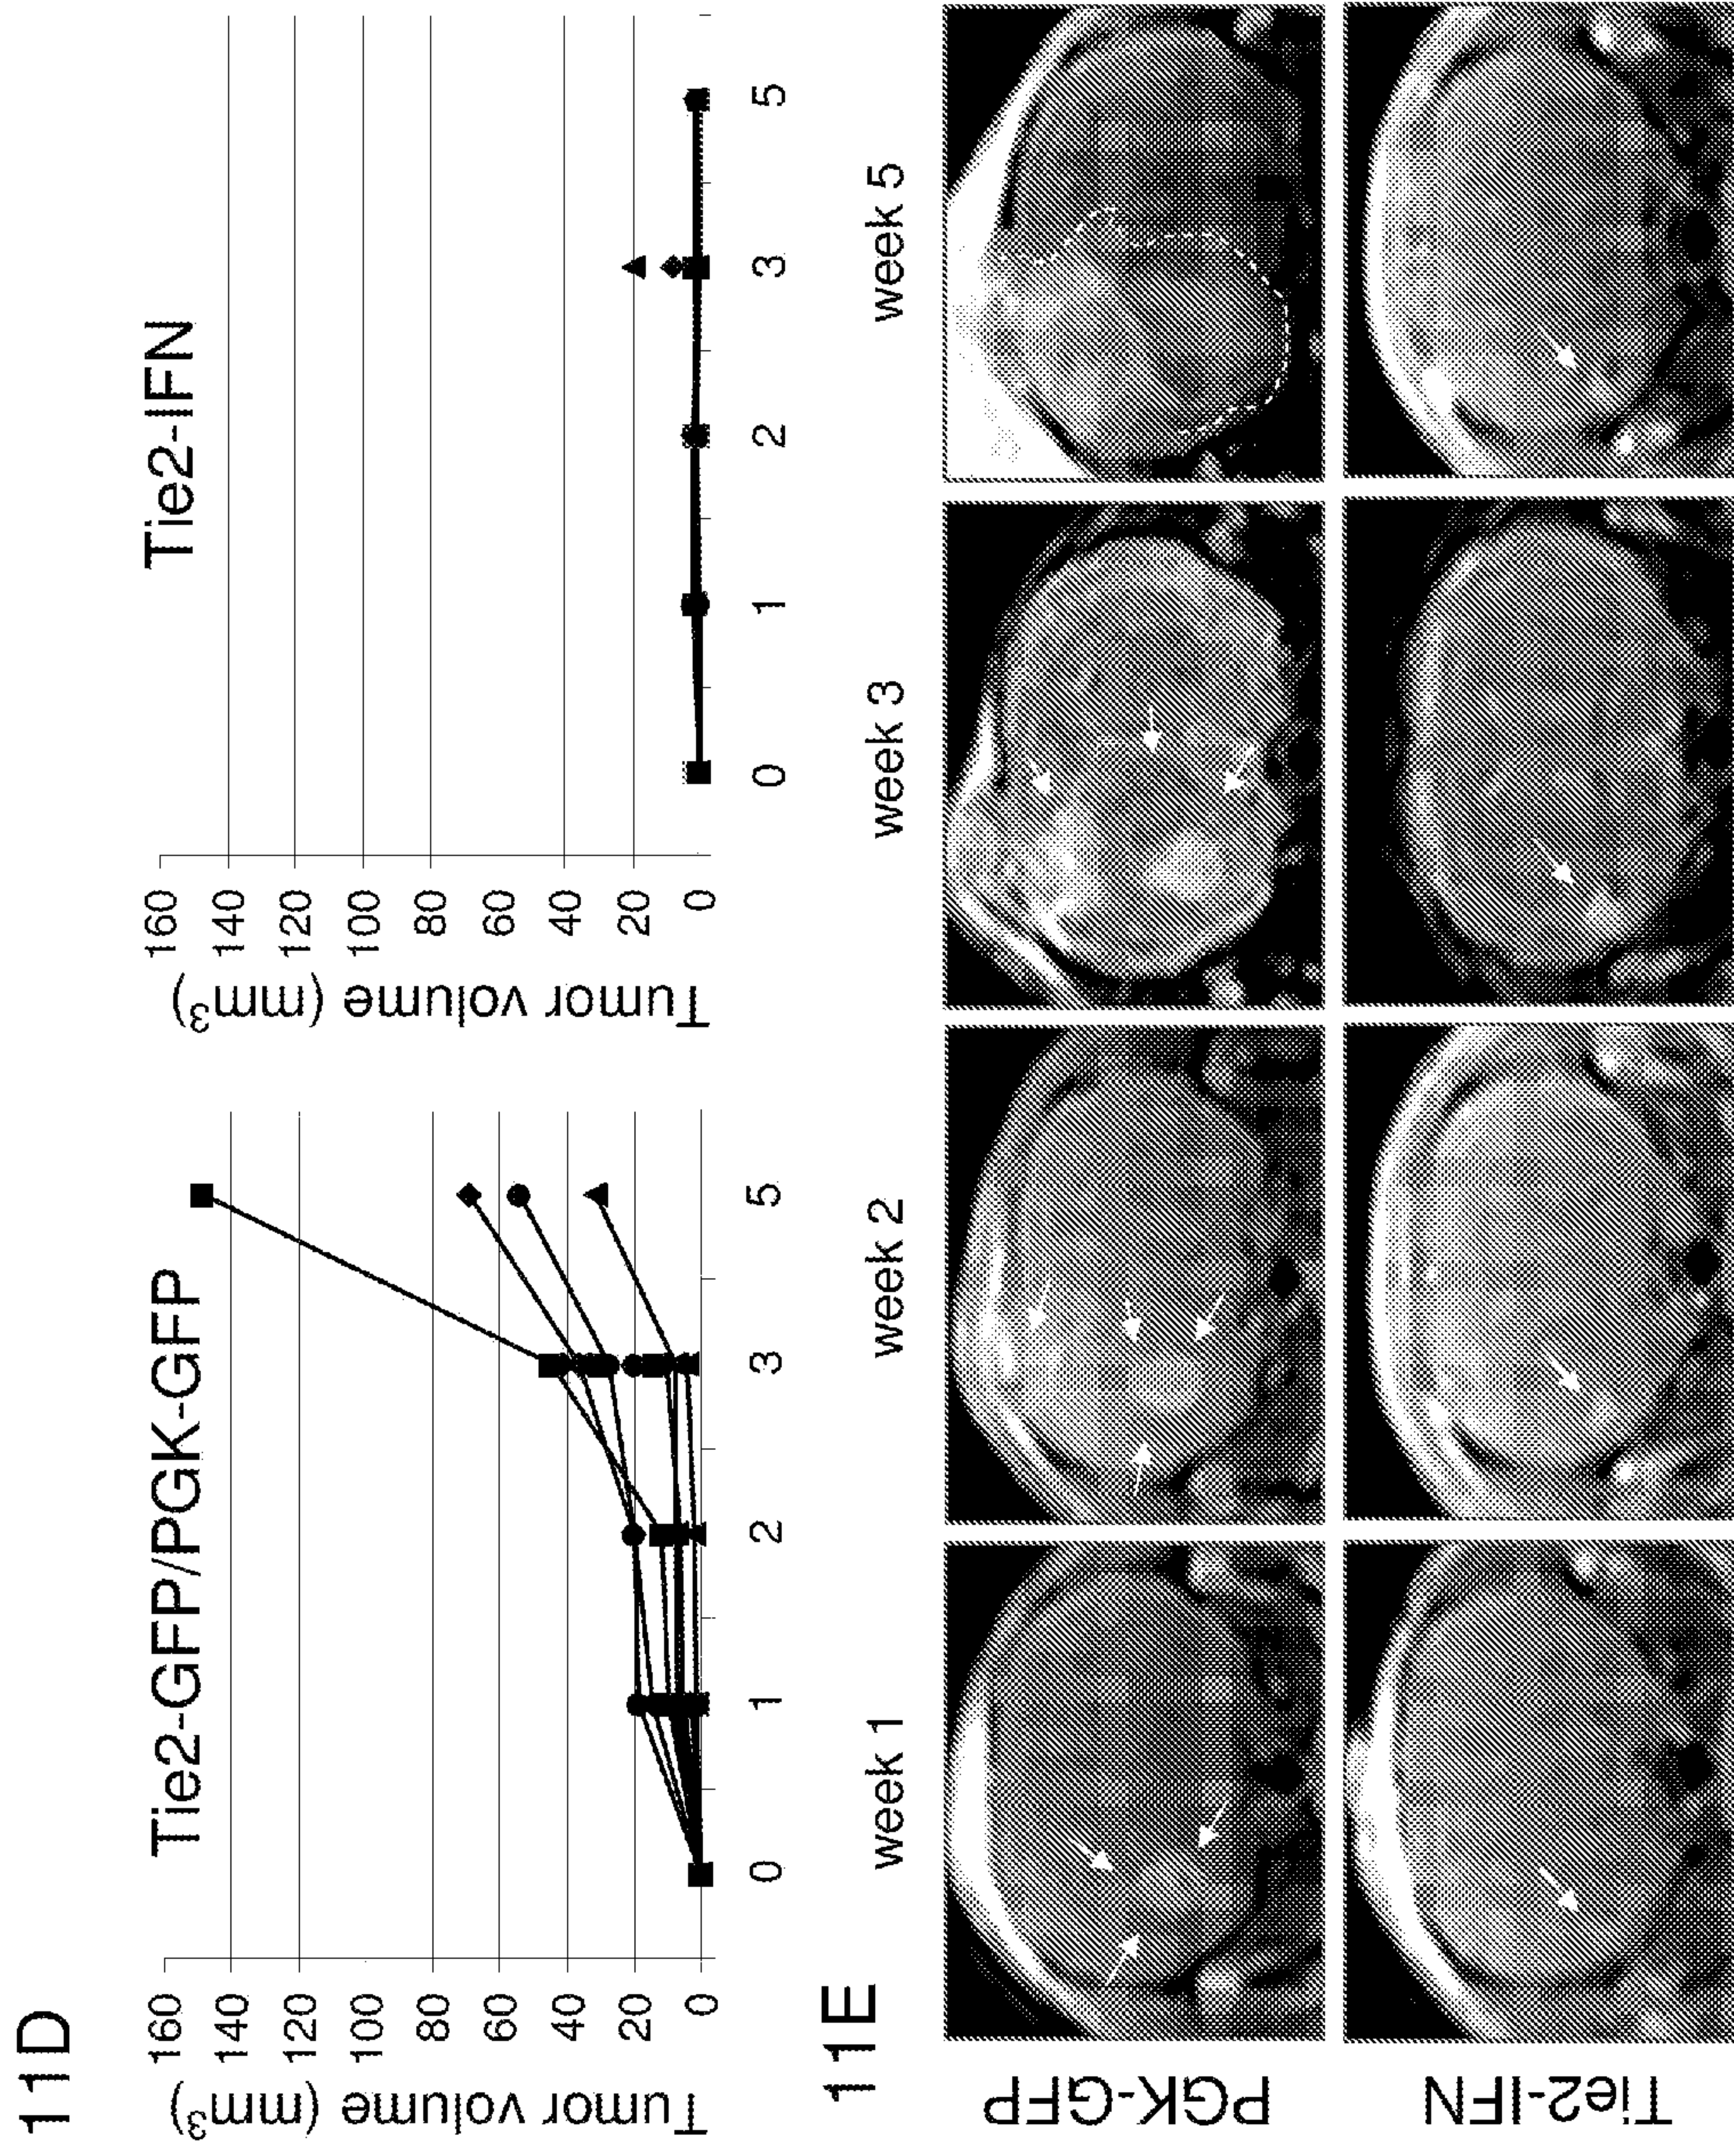 11D
Tie2-GFP/PGK-GFP
Tumor volume (mm³)
160
140
120
100
80
60
40
20
0
0 1 2 3 5
Tie2-IFN
Tumor volume (mm³)
160
140
120
100
80
60
40
20
0
0 1 2 3 5
11E
week 1 week 2 week 3 week 5
PGK-GFP
Tie2-IFN